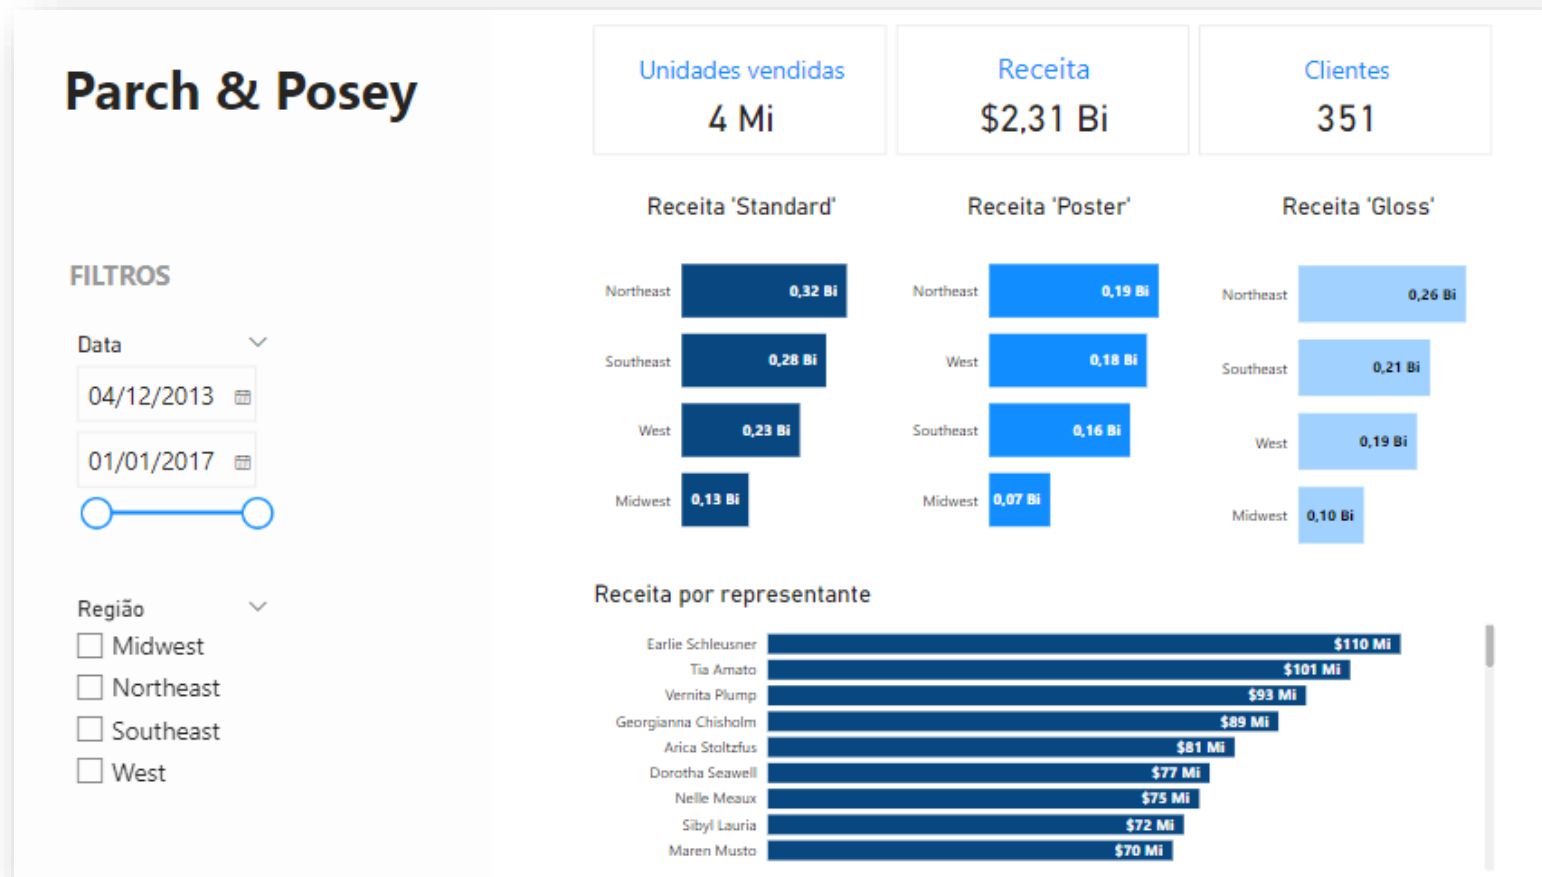 Parch & Posey
FILTROS
Data
04/12/2013
01/01/2017
Região
Midwest
Northeast
Southeast
West
Unidades vendidas
4 Mi
Receita
$2,31 Bi
Clientes
351
Receita 'Standard'
Northeast 0,32 Bi
Southeast 0,28 Bi
West 0,23 Bi
Midwest 0,13 Bi
Receita 'Poster'
Northeast 0,19 Bi
West 0,18 Bi
Southeast 0,16 Bi
Midwest 0,07 Bi
Receita 'Gloss'
Northeast 0,26 Bi
Southeast 0,21 Bi
West 0,19 Bi
Midwest 0,10 Bi
Receita por representante
Earlie Schleusner $110 Mi
Tia Amato $101 Mi
Vernita Plump $93 Mi
Georgianna Chisholm $89 Mi
Arica Stoltzfus $81 Mi
Dorotha Seawell $77 Mi
Nelle Meaux $75 Mi
Sibyl Lauria $72 Mi
Maren Musto $70 Mi